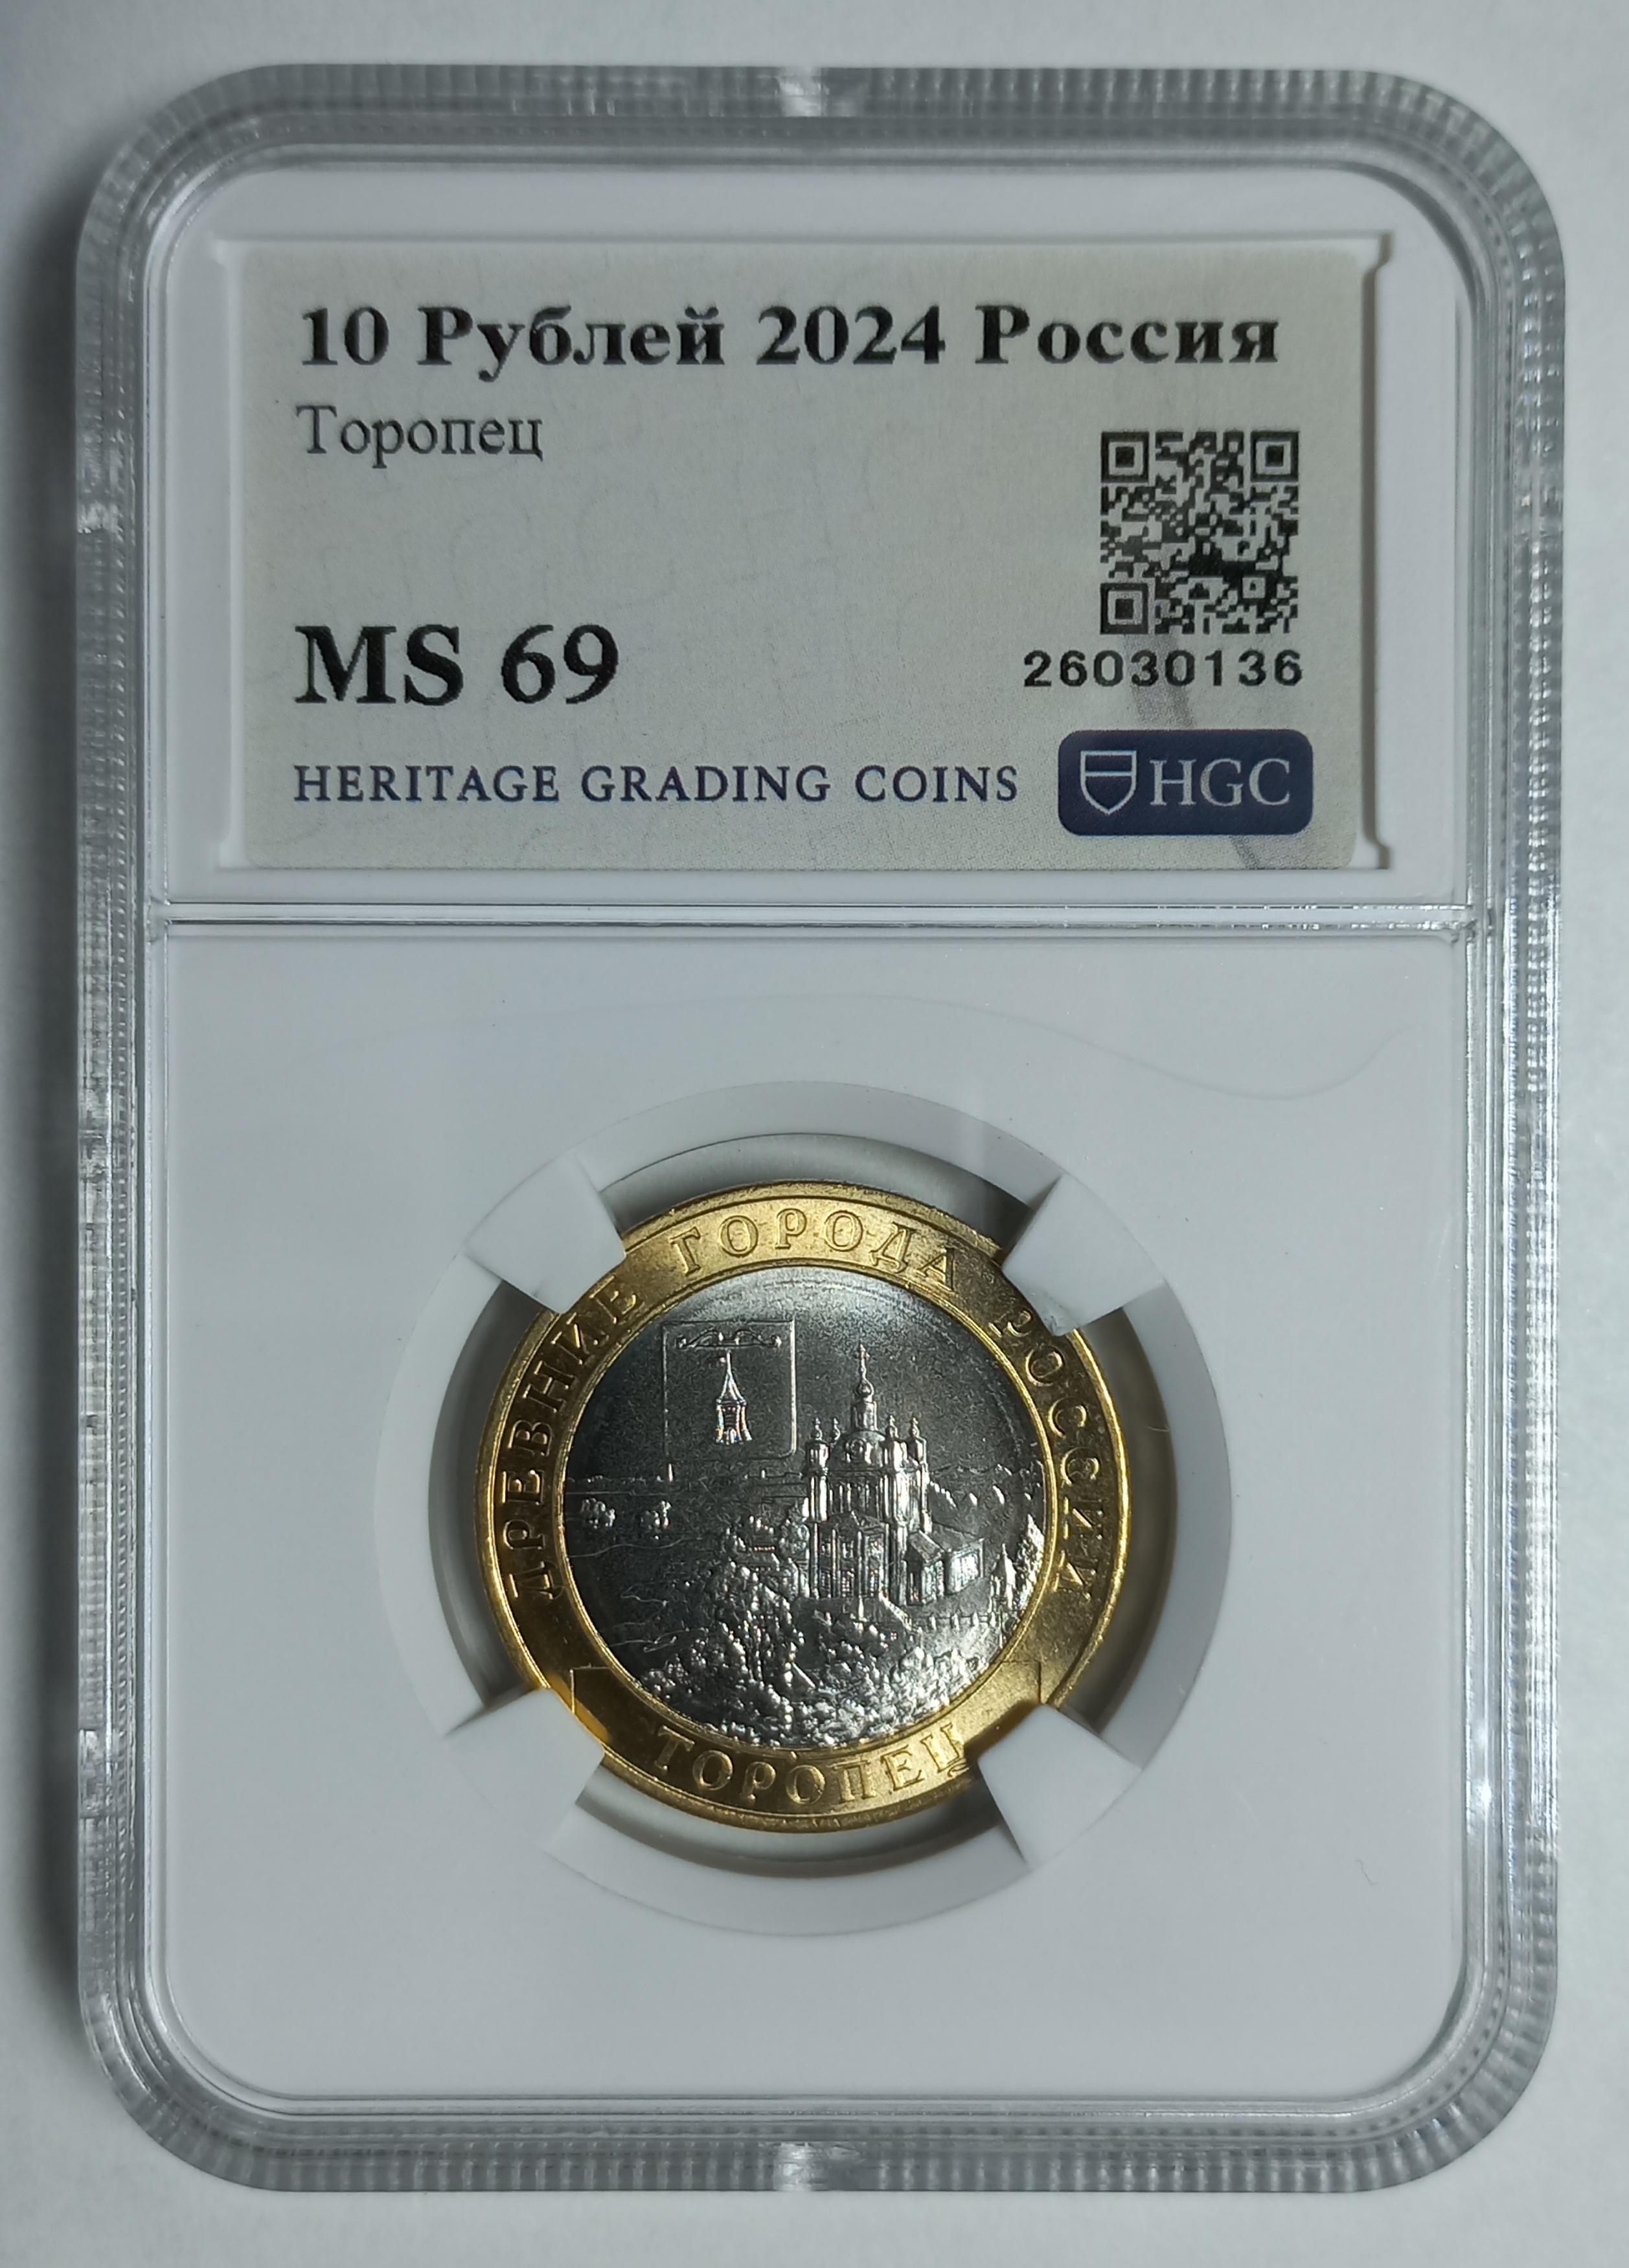 10 Рублей 2024 Россия
Торопец
MS 69
26030136
HERITAGE GRADING COINS HGC
ДРЕВНИЕ ГОРОДА РОССИИ
ТОРОПЕЦ